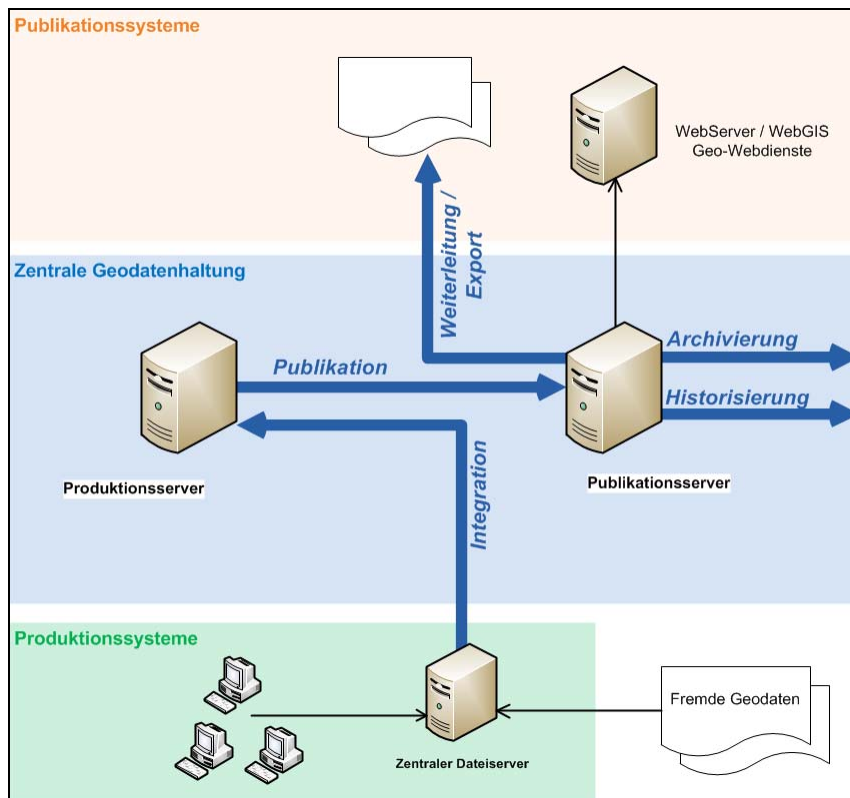 Publikationssysteme
WebServer / WebGIS
Geo-Webdienste
Weiterleitung /
Export
Zentrale Geodatenhaltung
Archivierung
Publikation
Historisierung
Produktionsserver
Publikationsserver
Integration
Produktionssysteme
Fremde Geodaten
Zentraler Dateiserver